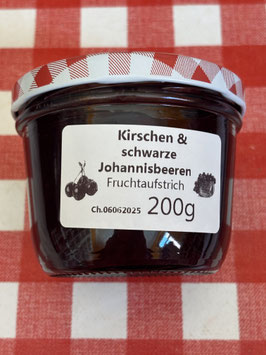 Kirschen &
schwarze
Johannisbeeren
Fruchtaufstrich
Ch.06062025 200g